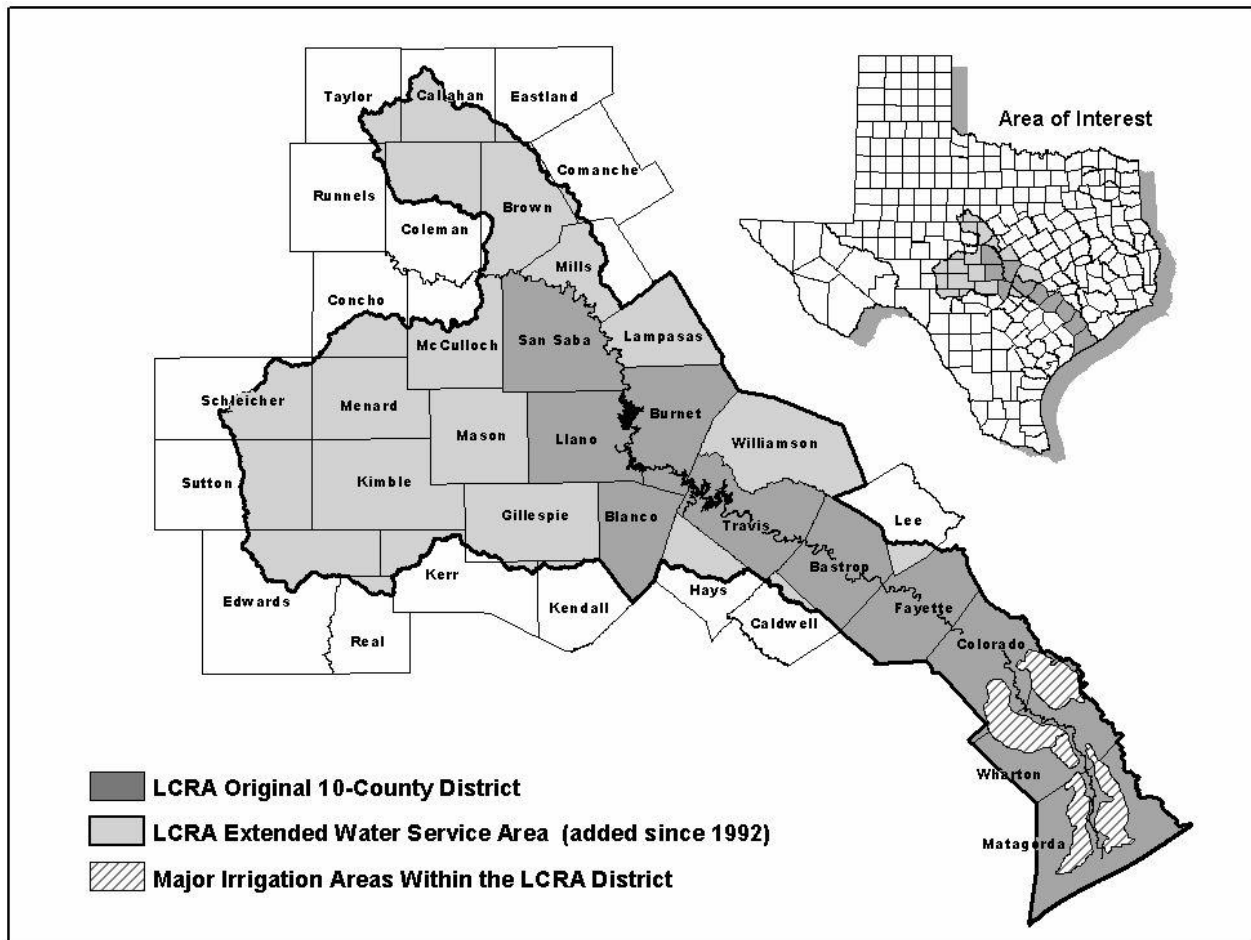 Taylor
Callahan
Eastland
Area of Interest
Comanche
Runnels
Brown
Coleman
Mills
Concho
McCulloch
San Saba
Lampasas
Schleicher
Menard
Burnet
Mason
Llano
Williamson
Sutton
Kimble
Gillespie
Blanco
Travis
Lee
Bastrop
Kerr
Hays
Edwards
Kendall
Fayette
Caldwell
Real
Colorado
Wharton
LCRA Original 10-County District
LCRA Extended Water Service Area (added since 1992)
Matagorda
Major Irrigation Areas Within the LCRA District